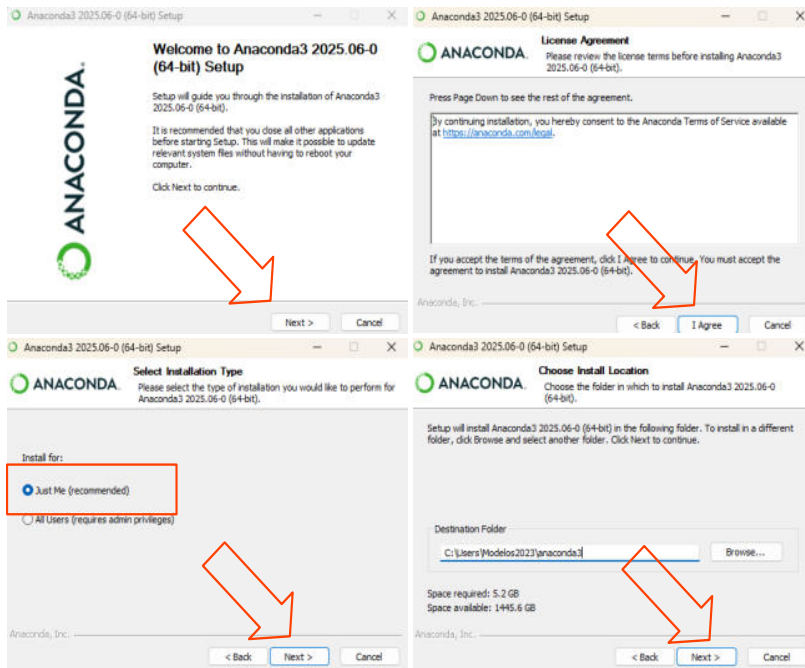 Anaconda3 2025.06-0 (64-bit) Setup
ANACONDA.
Welcome to Anaconda3 2025.06-0
(64-bit) Setup
Setup will guide you through the installation of Anaconda3
2025.06-0 (64-bit).
It is recommended that you close all other applications
before starting Setup. This will make it possible to update
relevant system files without having to reboot your
computer.
Click Next to continue.
Next >
Cancel
Anaconda3 2025.06-0 (64-bit) Setup
ANACONDA.
License Agreement
Please review the license terms before installing Anaconda3
2025.06-0 (64-bit).
Press Page Down to see the rest of the agreement.
By continuing installation, you hereby consent to the Anaconda Terms of Service available
at https://anaconda.com/legal.
If you accept the terms of the agreement, click I Agree to continue. You must accept the
agreement to install Anaconda3 2025.06-0 (64-bit).
Anaconda, Inc.
< Back
I Agree
Cancel
Anaconda3 2025.06-0 (64-bit) Setup
ANACONDA.
Select Installation Type
Please select the type of installation you would like to perform for
Anaconda3 2025.06-0 (64-bit).
Install for:
Just Me (recommended)
All Users (requires admin privileges)
Anaconda, Inc.
< Back
Next >
Cancel
Anaconda3 2025.06-0 (64-bit) Setup
ANACONDA.
Choose Install Location
Choose the folder in which to install Anaconda3 2025.06-0
(64-bit).
Setup will install Anaconda3 2025.06-0 (64-bit) in the following folder. To install in a different
folder, click Browse and select another folder. Click Next to continue.
Destination Folder
C:\Users\Modelos2023\anaconda3
Browse...
Space required: 5.2 GB
Space available: 1445.6 GB
Anaconda, Inc.
< Back
Next >
Cancel